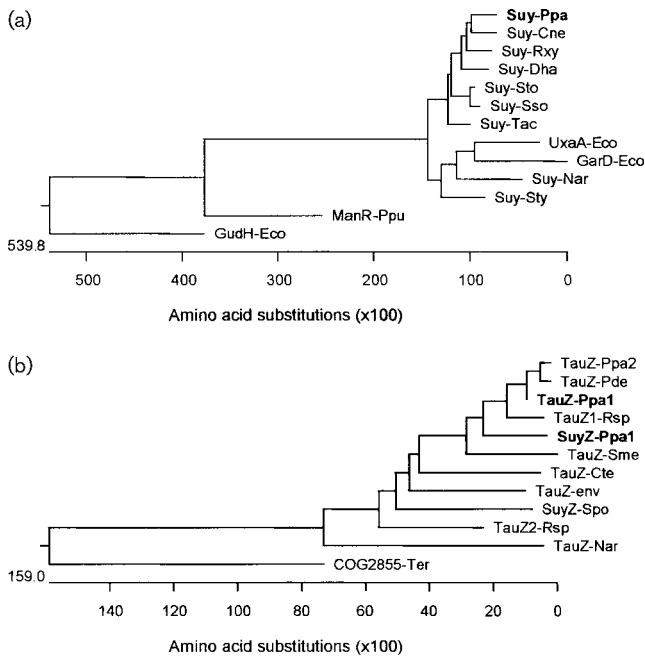 (a)
Suy-Ppa
Suy-Cne
Suy-Rxy
Suy-Dha
Suy-Sto
Suy-Sso
Suy-Tac
UxaA-Eco
GarD-Eco
Suy-Nar
Suy-Sty
ManR-Ppu
GudH-Eco
539.8
500 400 300 200 100 0
Amino acid substitutions (x100)
(b)
TauZ-Ppa2
TauZ-Pde
TauZ-Ppa1
TauZ1-Rsp
SuyZ-Ppa1
TauZ-Sme
TauZ-Cte
TauZ-env
SuyZ-Spo
TauZ2-Rsp
TauZ-Nar
COG2855-Ter
159.0
140 120 100 80 60 40 20 0
Amino acid substitutions (x100)